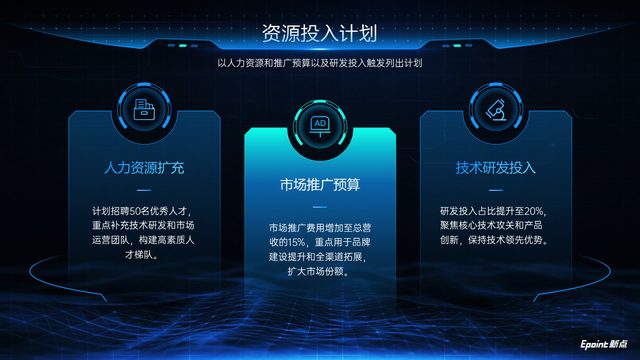 资源投入计划
以人力资源和推广预算以及研发投入触发列出计划
人力资源扩充
计划招聘50名优秀人才，
重点补充技术研发和市场
运营团队，构建高素质人
才梯队。
AD
市场推广预算
市场推广费用增加至总营
收的15%，重点用于品牌
建设提升和全渠道拓展，
扩大市场份额。
技术研发投入
研发投入占比提升至20%，
聚焦核心技术攻关和产品
创新，保持技术领先优势。
Epoint 新点